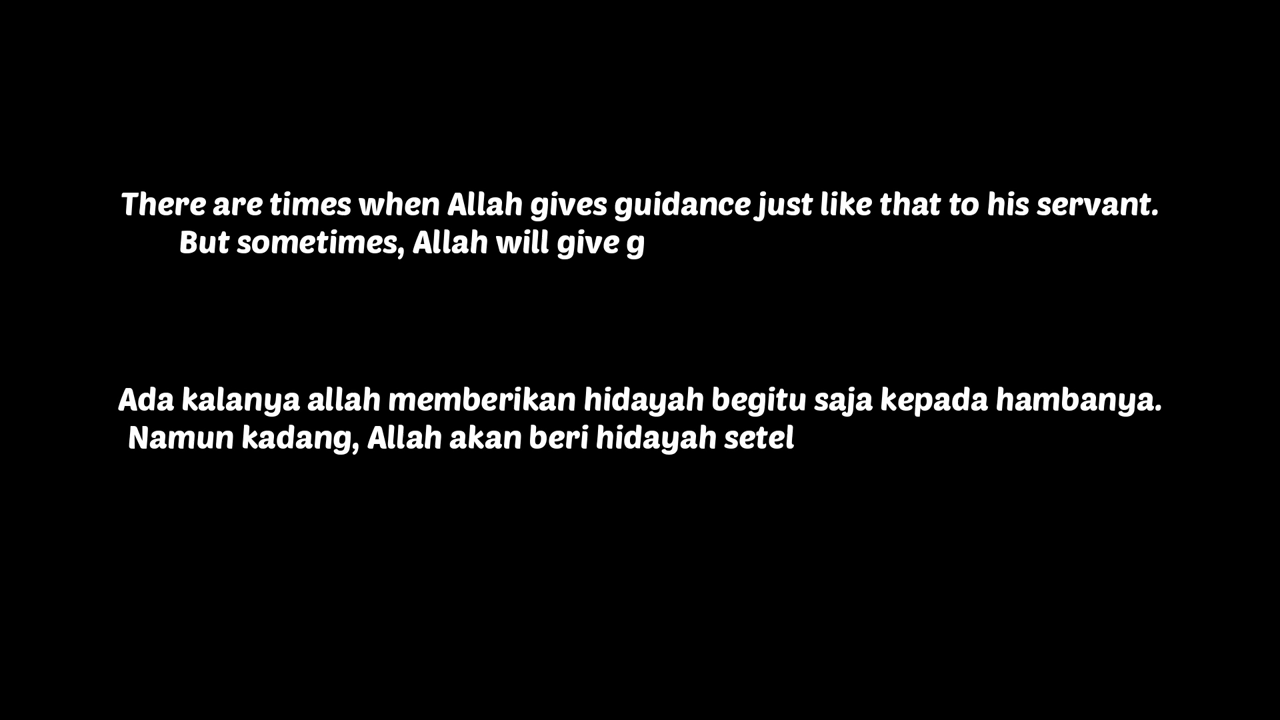 There are times when Allah gives guidance just like that to his servant.
But sometimes, Allah will give g
Ada kalanya allah memberikan hidayah begitu saja kepada hambanya.
Namun kadang, Allah akan beri hidayah setel